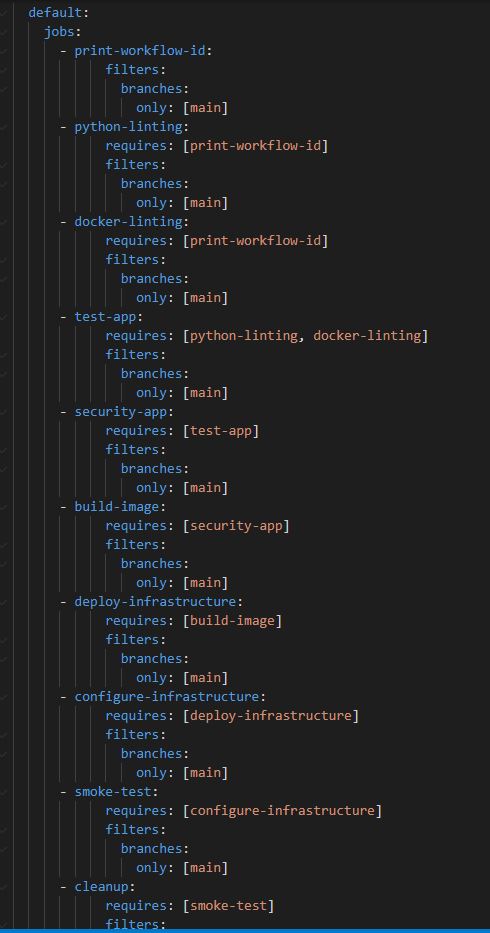 default:
  jobs:
    - print-workflow-id:
          filters:
            branches:
              only: [main]
    - python-linting:
          requires: [print-workflow-id]
          filters:
            branches:
              only: [main]
    - docker-linting:
          requires: [print-workflow-id]
          filters:
            branches:
              only: [main]
    - test-app:
          requires: [python-linting, docker-linting]
          filters:
            branches:
              only: [main]
    - security-app:
          requires: [test-app]
          filters:
            branches:
              only: [main]
    - build-image:
          requires: [security-app]
          filters:
            branches:
              only: [main]
    - deploy-infrastructure:
          requires: [build-image]
          filters:
            branches:
              only: [main]
    - configure-infrastructure:
          requires: [deploy-infrastructure]
          filters:
            branches:
              only: [main]
    - smoke-test:
          requires: [configure-infrastructure]
          filters:
            branches:
              only: [main]
    - cleanup:
          requires: [smoke-test]
          filters: